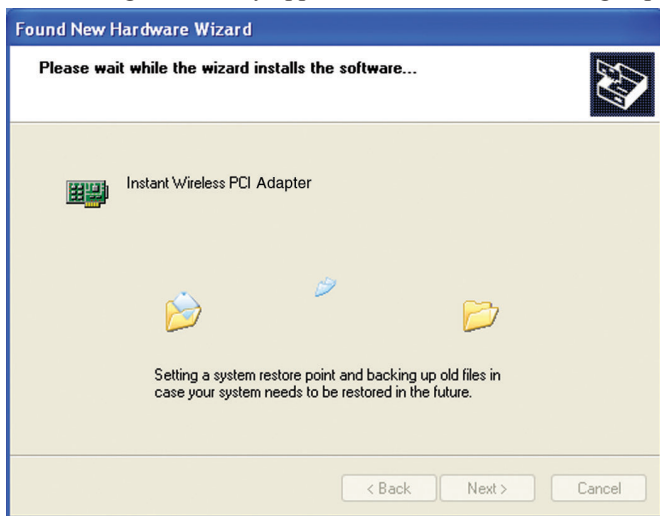 Found New Hardware Wizard
Please wait while the wizard installs the software...
Instant Wireless PCI Adapter
Setting a system restore point and backing up old files in
case your system needs to be restored in the future.
< Back
Next >
Cancel